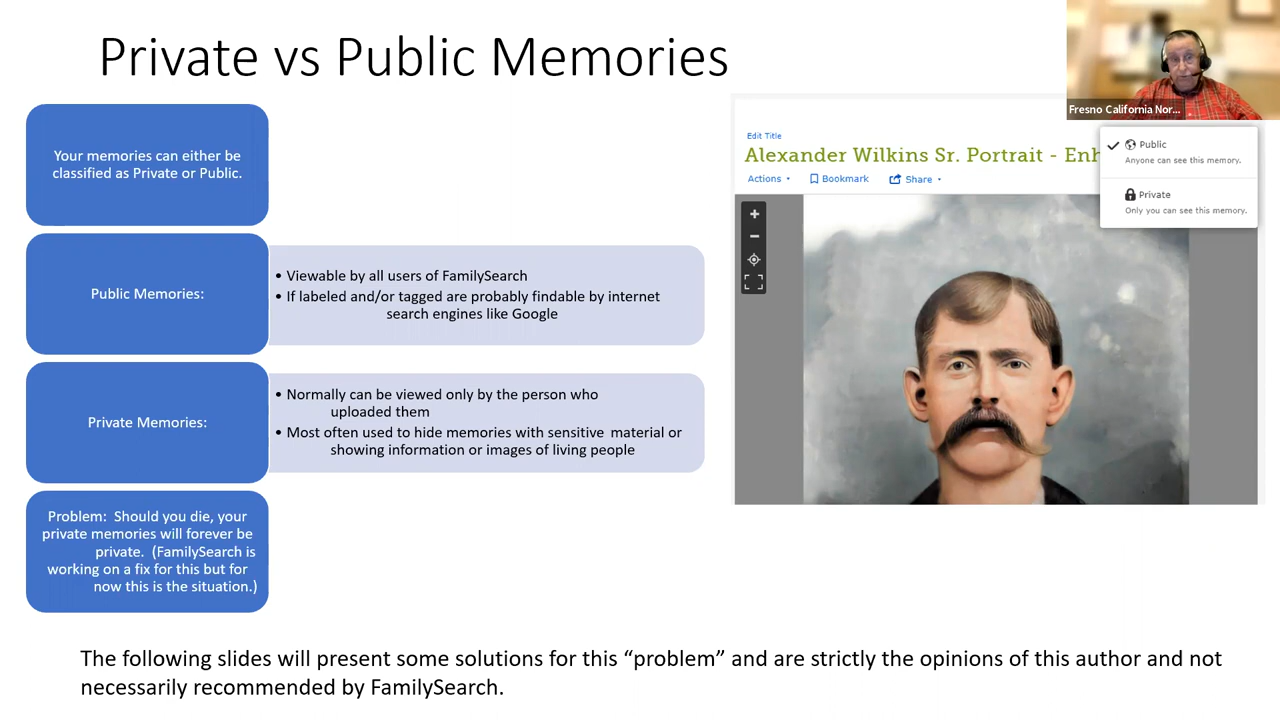 Private vs Public Memories
Your memories can either be
classified as Private or Public.
Public Memories:
• Viewable by all users of FamilySearch
• If labeled and/or tagged are probably findable by internet
search engines like Google
Private Memories:
• Normally can be viewed only by the person who
uploaded them
• Most often used to hide memories with sensitive material or
showing information or images of living people
Problem: Should you die, your
private memories will forever be
private. (FamilySearch is
working on a fix for this but for
now this is the situation.)
Edit Title
Alexander Wilkins Sr. Portrait - Enh
Actions
Bookmark
Share
Public
Anyone can see this memory.
Private
Only you can see this memory.
Fresno California Nor...
The following slides will present some solutions for this “problem” and are strictly the opinions of this author and not
necessarily recommended by FamilySearch.